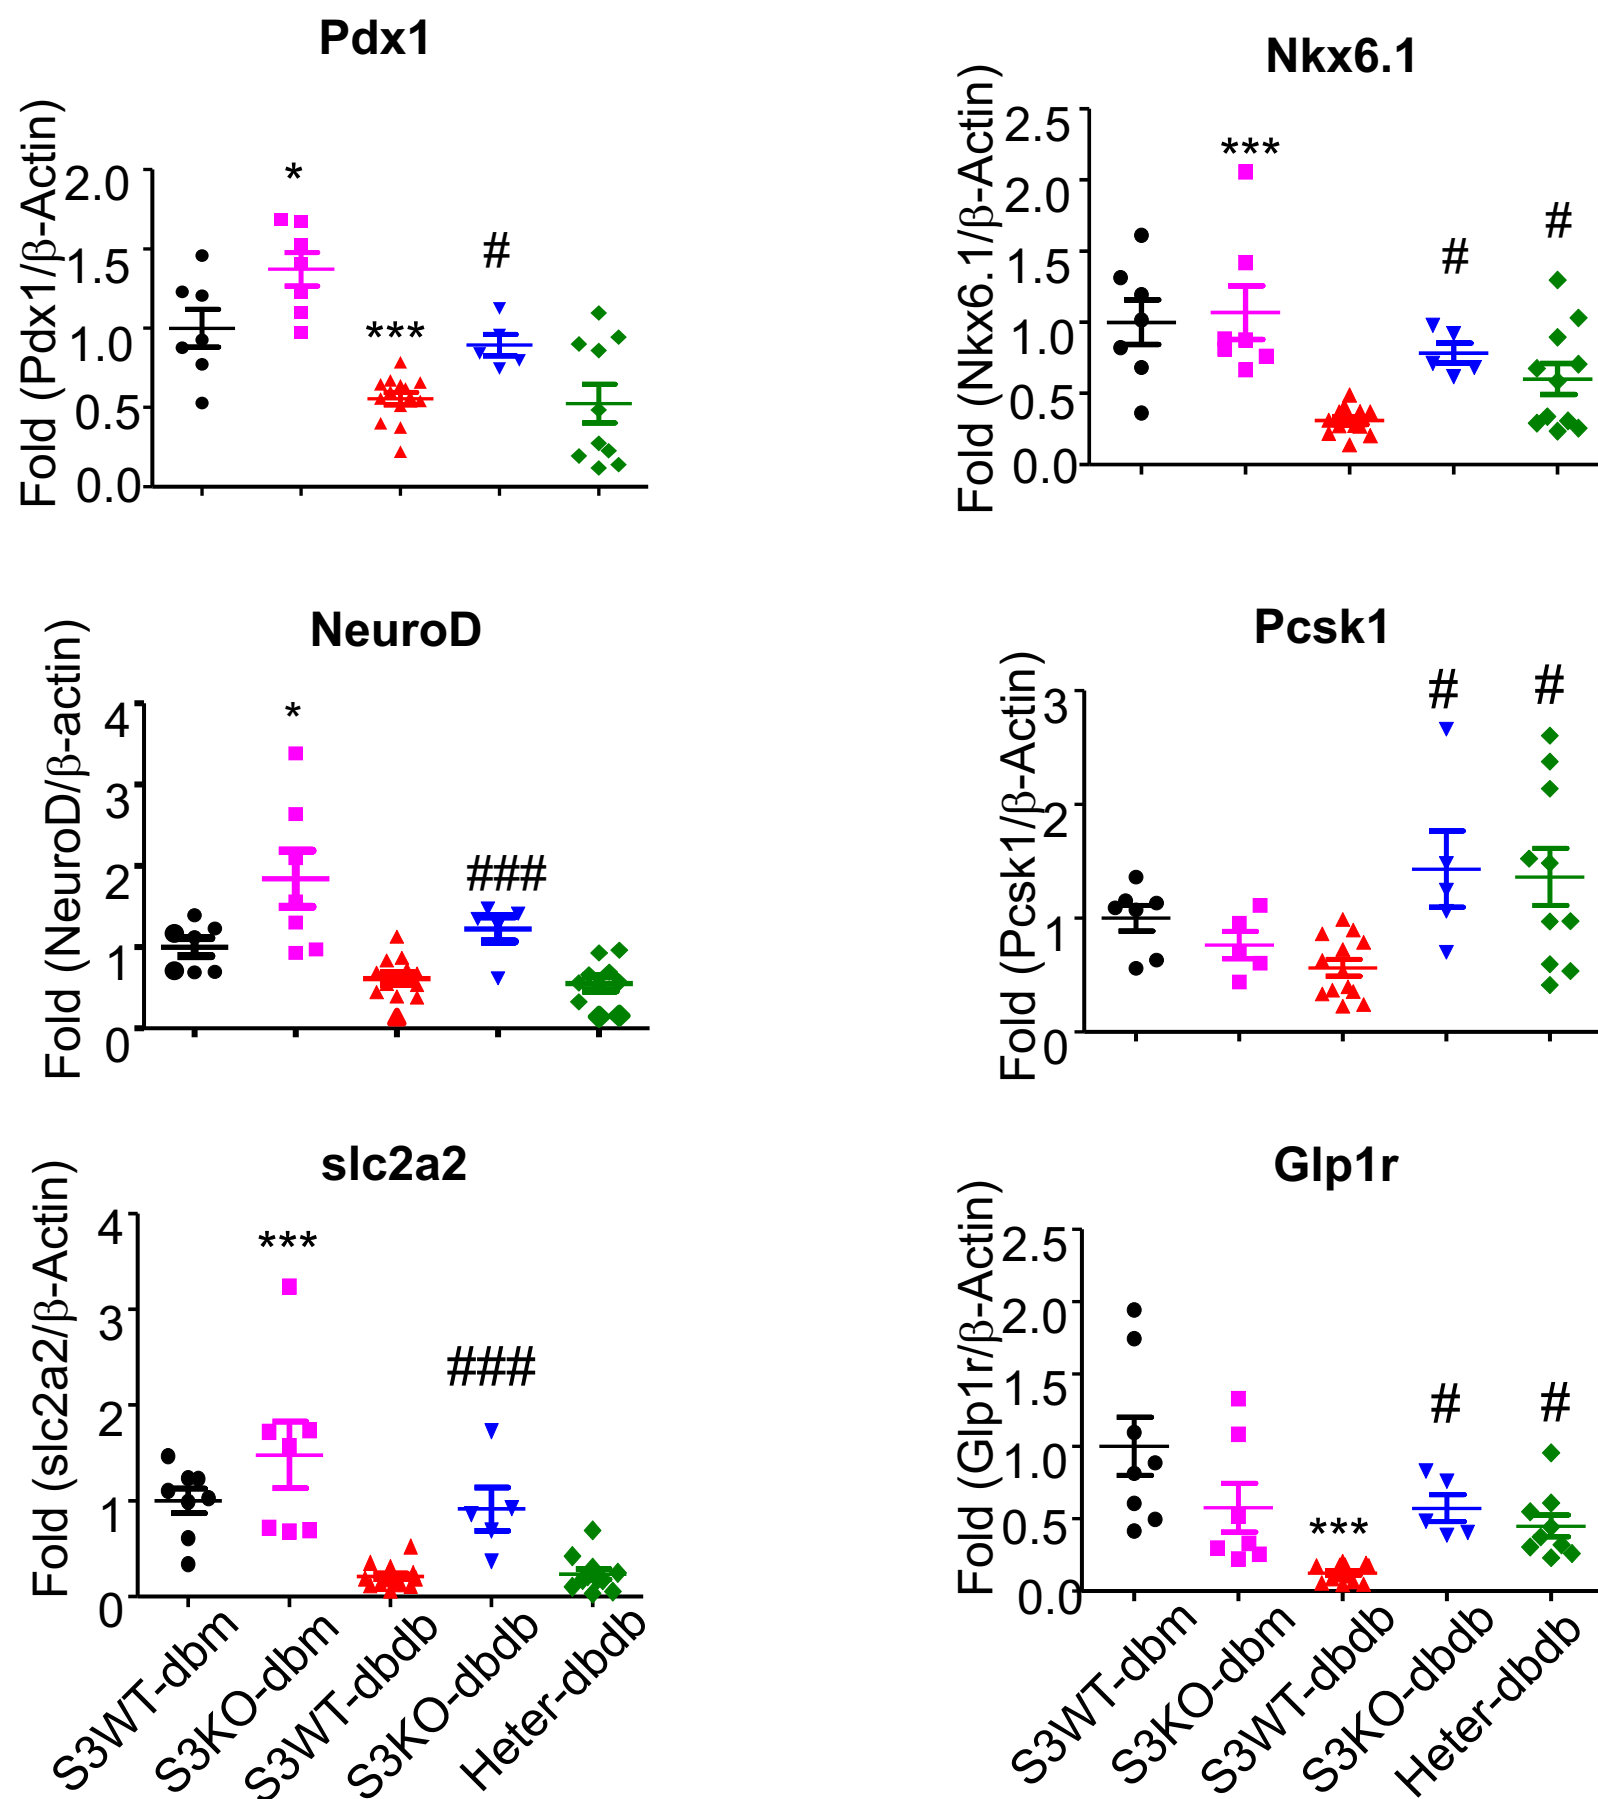 Pdx1
Fold (Pdx1/β-Actin)
2.0
1.5
1.0
0.5
0.0
*
***
#
Nkx6.1
Fold (Nkx6.1/β-Actin)
2.5
2.0
1.5
1.0
0.5
0.0
***
#
#
NeuroD
Fold (NeuroD/β-actin)
4
3
2
1
0
*
###
Pcsk1
Fold (Pcsk1/β-Actin)
3
2
1
0
#
#
slc2a2
Fold (slc2a2/β-Actin)
4
3
2
1
0
***
###
S3WT-dbm
S3KO-dbm
S3WT-dbdb
S3KO-dbdb
Heter-dbdb
Glp1r
Fold (Glp1r/β-Actin)
2.5
2.0
1.5
1.0
0.5
0.0
***
#
#
S3WT-dbm
S3KO-dbm
S3WT-dbdb
S3KO-dbdb
Heter-dbdb